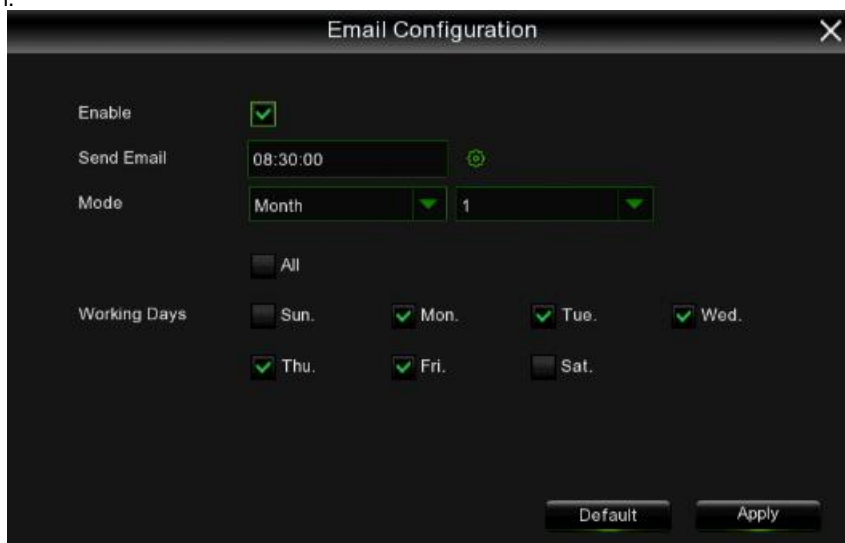 Email Configuration
Enable
Send Email 08:30:00
Mode Month 1
All
Working Days Sun. Mon. Tue. Wed.
Thu. Fri. Sat.
Default Apply